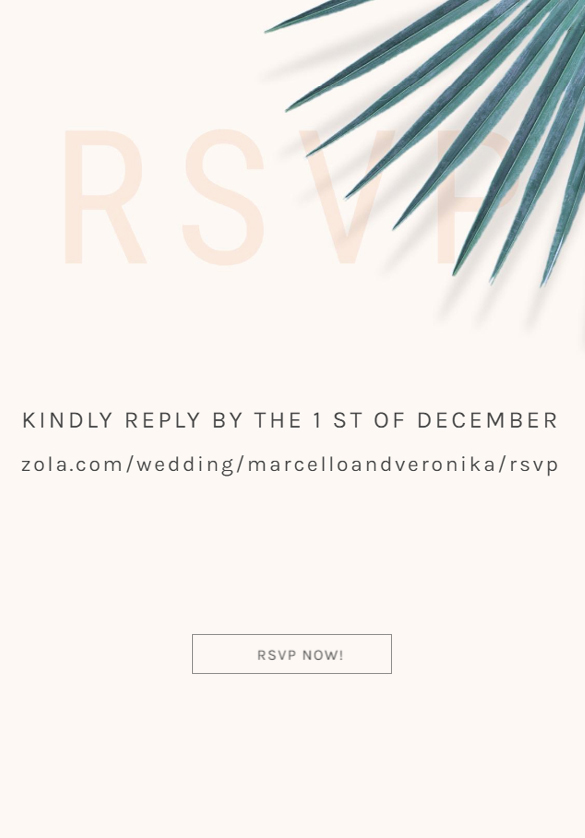 RSVP
KINDLY REPLY BY THE 1 ST OF DECEMBER
zola.com/wedding/marcelloandveronika/rsvp
RSVP NOW!